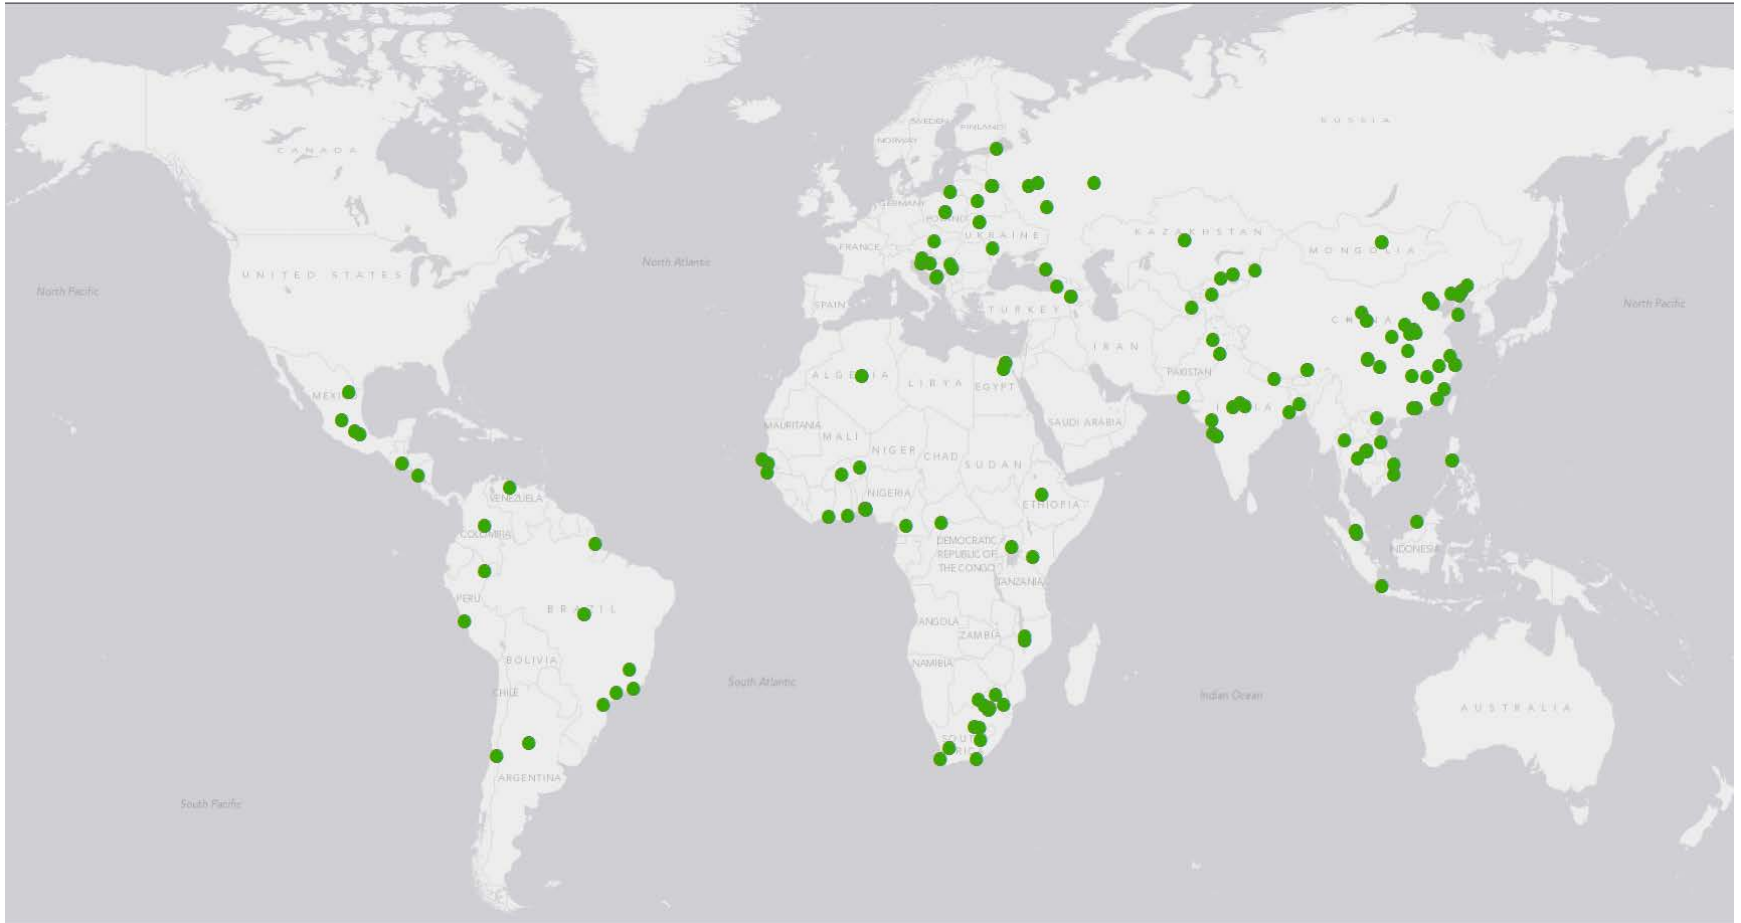 RUSSIA
SWEDEN
FINLAND
NORWAY
CANADA
GERMANY
POLAND
UKRAINE
KAZAKHSTAN
FRANCE
MONGOLIA
North Atlantic
UNITED STATES
North Pacific
SPAIN
North Pacific
TURKEY
CHINA
IRAN
ALGERIA
LIBYA
EGYPT
PAKISTAN
MEXICO
INDIA
MAURITANIA
SAUDI ARABIA
MALI
NIGER
CHAD
SUDAN
NIGERIA
VENEZUELA
ETHIOPIA
COLOMBIA
DEMOCRATIC
REPUBLIC OF
THE CONGO
INDONESIA
TANZANIA
PERU
BRAZIL
ANGOLA
ZAMBIA
BOLIVIA
NAMIBIA
South Atlantic
CHILE
Indian Ocean
AUSTRALIA
SOUTH
AFRICA
ARGENTINA
South Pacific